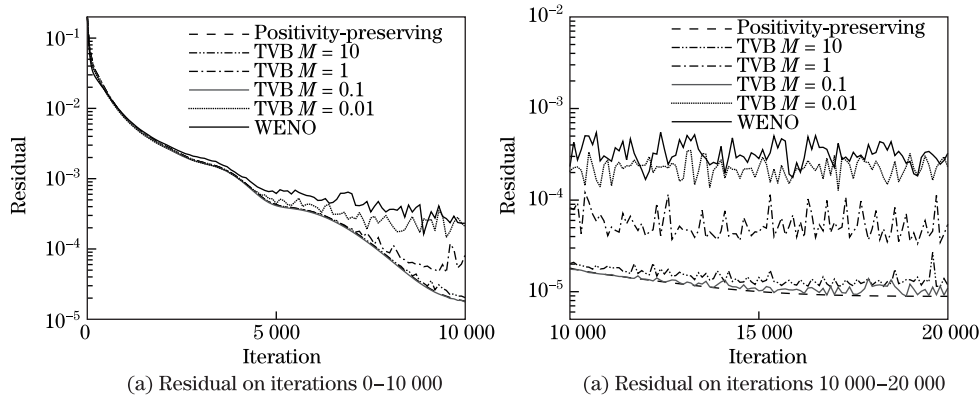 10⁻¹
10⁻²
10⁻³
10⁻⁴
10⁻⁵
Residual
Positivity-preserving
TVB M = 10
TVB M = 1
TVB M = 0.1
TVB M = 0.01
WENO
0
5 000
10 000
Iteration
(a) Residual on iterations 0–10 000
10⁻²
10⁻³
10⁻⁴
10⁻⁵
Residual
Positivity-preserving
TVB M = 10
TVB M = 1
TVB M = 0.1
TVB M = 0.01
WENO
10 000
15 000
20 000
Iteration
(a) Residual on iterations 10 000–20 000